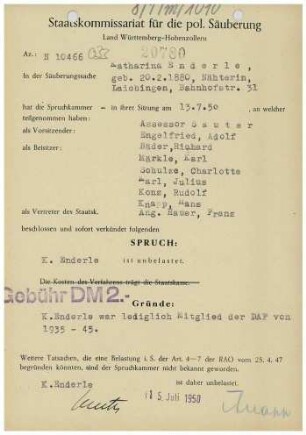 Staatskommissariat für die pol. Säuberung
Land Württemberg-Hohenzollern
Az.: N 10466 20780
In der Säuberungssache Katharina Enderle,
geb. 20.2.1880, Nähterin,
Laichingen, Bahnhofstr. 31
hat die Spruchkammer – in ihrer Sitzung am 13.7.50, an welcher
teilgenommen haben:
als Vorsitzender: Assessor Sauter
als Beisitzer: Engelfried, Adolf
Bader, Richard
Märkle, Karl
Schulze, Charlotte
Marl, Julius
Konz, Rudolf
Knapp, Hans
als Vertreter des Staatsk. Ang. Hauer, Franz
beschlossen und sofort verkündet folgenden
SPRUCH:
K. Enderle ist unbelastet.
Die Kosten des Verfahrens trägt die Staatskasse.
Gebühr DM 2.-
Gründe:
K.Enderle war lediglich Mitglied der DAF von
1935 - 45.
Weitere Tatsachen, die eine Belastung i. S. der Art. 4–7 der RAO vom 25. 4. 47
begründen könnten, sind der Spruchkammer nicht bekannt geworden.
K.Enderle ist daher unbelastet.
15. Juli 1950